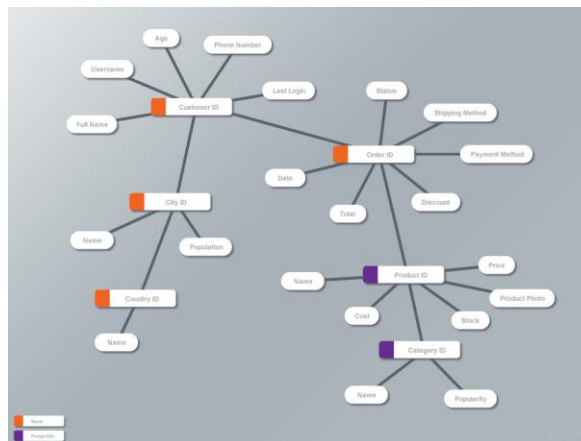 Age
Phone Number
Username
Last Login
Customer ID
Full Name
Status
Shipping Method
Order ID
Payment Method
Date
Discount
Total
City ID
Name
Population
Country ID
Name
Price
Name
Product ID
Product Photo
Cost
Stock
Category ID
Name
Popularity
PostgreSQL